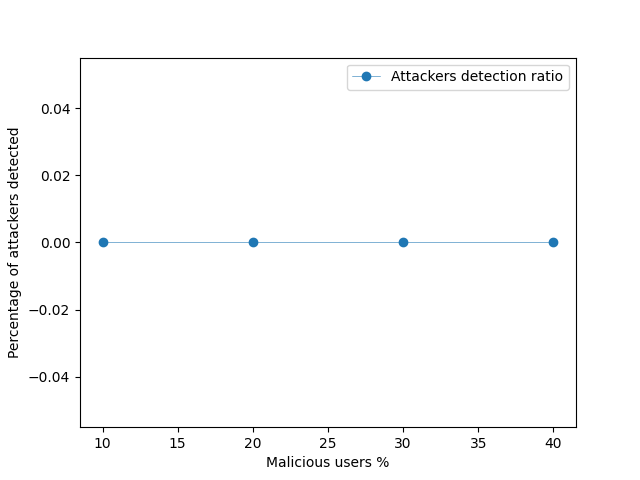 Attackers detection ratio
Percentage of attackers detected
0.04
0.02
0.00
−0.02
−0.04
10 15 20 25 30 35 40
Malicious users %